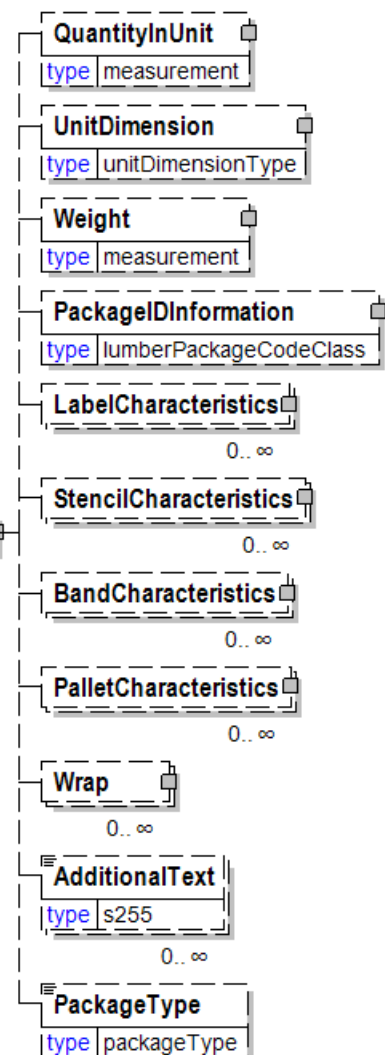 QuantityInUnit
type measurement
UnitDimension
type unitDimensionType
Weight
type measurement
PackageIDInformation
type lumberPackageCodeClass
LabelCharacteristics
0..∞
StencilCharacteristics
0..∞
BandCharacteristics
0..∞
PalletCharacteristics
0..∞
Wrap
0..∞
AdditionalText
type s255
0..∞
PackageType
type packageType